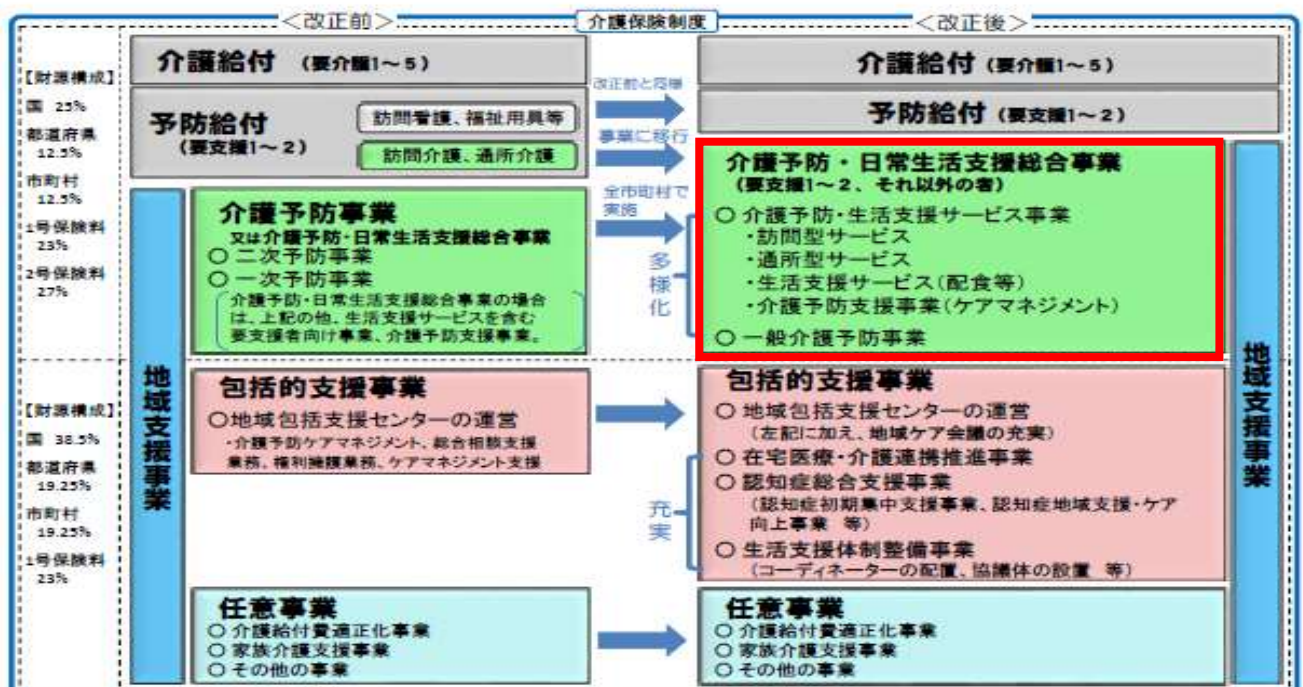 介護保険制度
＜改正前＞
＜改正後＞
【財源構成】
国 25%
都道府県
12.5%
市町村
12.5%
1号保険料
23%
2号保険料
27%
介護給付 （要介護1～5）
予防給付
（要支援1～2）
訪問看護、福祉用具等
訪問介護、通所介護
介護予防事業
又は介護予防・日常生活支援総合事業
○ 二次予防事業
○ 一次予防事業
介護予防・日常生活支援総合事業の場合
は、上記の他、生活支援サービスを含む
要支援者向け事業、介護予防支援事業。
改正前と同様
事業に移行
全市町村で
実施
多様化
介護給付 （要介護1～5）
予防給付 （要支援1～2）
介護予防・日常生活支援総合事業
（要支援1～2、それ以外の者）
○ 介護予防・生活支援サービス事業
・訪問型サービス
・通所型サービス
・生活支援サービス（配食等）
・介護予防支援事業（ケアマネジメント）
○ 一般介護予防事業
【財源構成】
国 38.5%
都道府県
19.25%
市町村
19.25%
1号保険料
23%
地域支援事業
包括的支援事業
○地域包括支援センターの運営
・介護予防ケアマネジメント、総合相談支援
業務、権利擁護業務、ケアマネジメント支援
充実
包括的支援事業
○ 地域包括支援センターの運営
（左記に加え、地域ケア会議の充実）
○ 在宅医療・介護連携推進事業
○ 認知症総合支援事業
（認知症初期集中支援事業、認知症地域支援・ケア
向上事業 等）
○ 生活支援体制整備事業
（コーディネーターの配置、協議体の設置 等）
地域支援事業
任意事業
○ 介護給付費適正化事業
○ 家族介護支援事業
○ その他の事業
任意事業
○ 介護給付費適正化事業
○ 家族介護支援事業
○ その他の事業